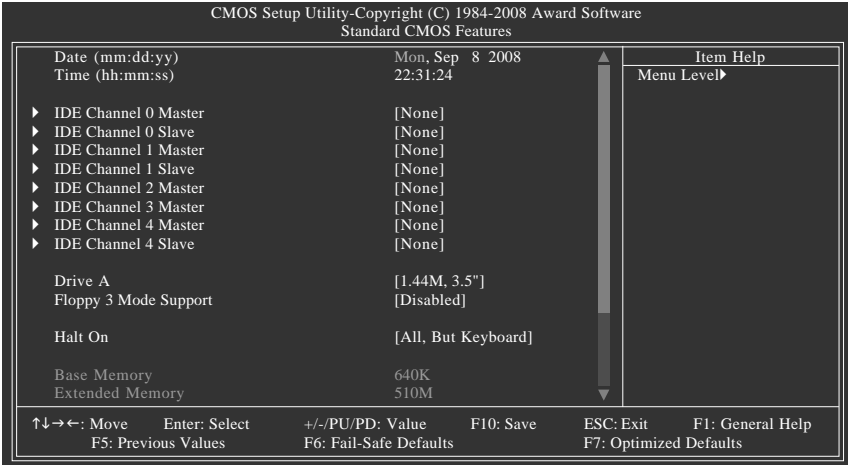 CMOS Setup Utility-Copyright (C) 1984-2008 Award Software
Standard CMOS Features
Date (mm:dd:yy) Mon, Sep 8 2008
Time (hh:mm:ss) 22:31:24
IDE Channel 0 Master [None]
IDE Channel 0 Slave [None]
IDE Channel 1 Master [None]
IDE Channel 1 Slave [None]
IDE Channel 2 Master [None]
IDE Channel 3 Master [None]
IDE Channel 4 Master [None]
IDE Channel 4 Slave [None]
Drive A [1.44M, 3.5"]
Floppy 3 Mode Support [Disabled]
Halt On [All, But Keyboard]
Base Memory 640K
Extended Memory 510M
Item Help
Menu Level▶
↑↓→←: Move Enter: Select +/-/PU/PD: Value F10: Save ESC: Exit F1: General Help
F5: Previous Values F6: Fail-Safe Defaults F7: Optimized Defaults